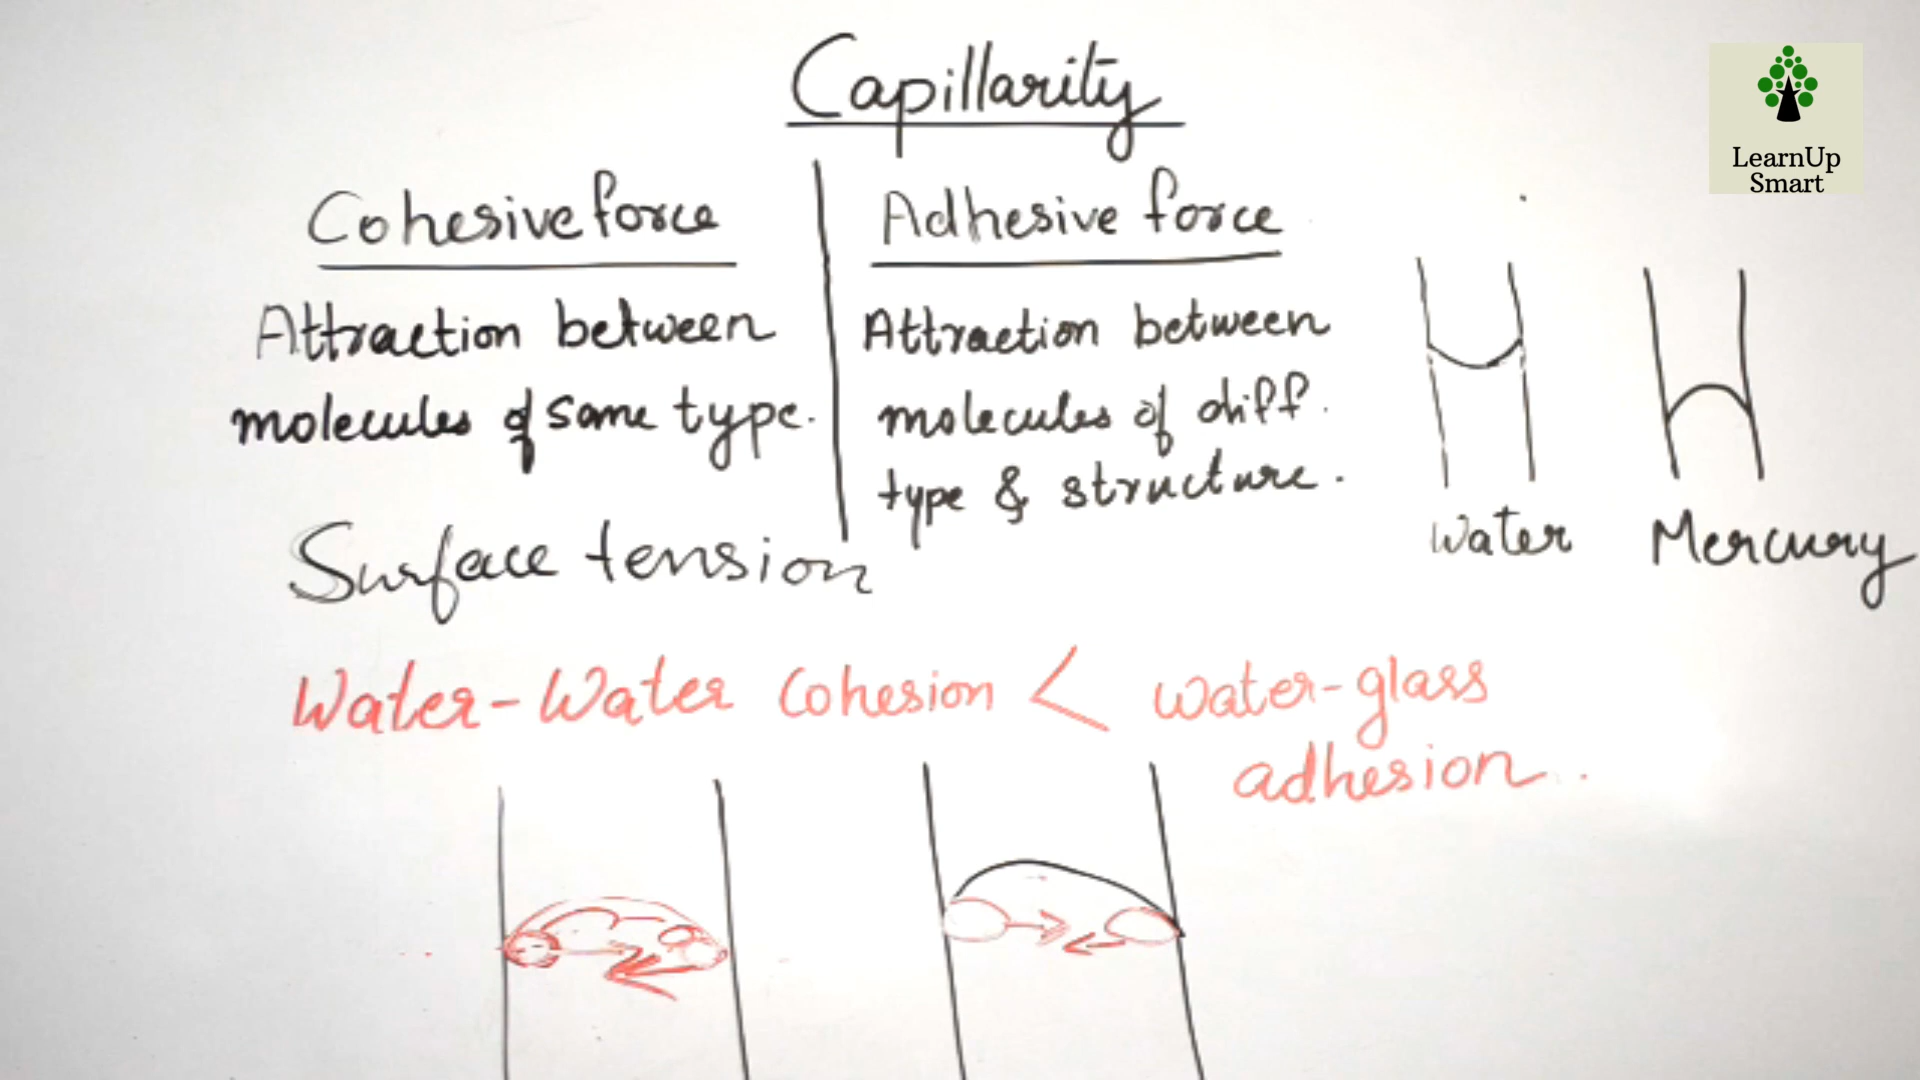 Capillarity
LearnUp
Smart
Cohesive force
Attraction between
molecules of same type.
Adhesive force
Attraction between
molecules of diff.
type & structure.
Water
Mercury
Surface tension
Water-Water Cohesion < water-glass
adhesion.